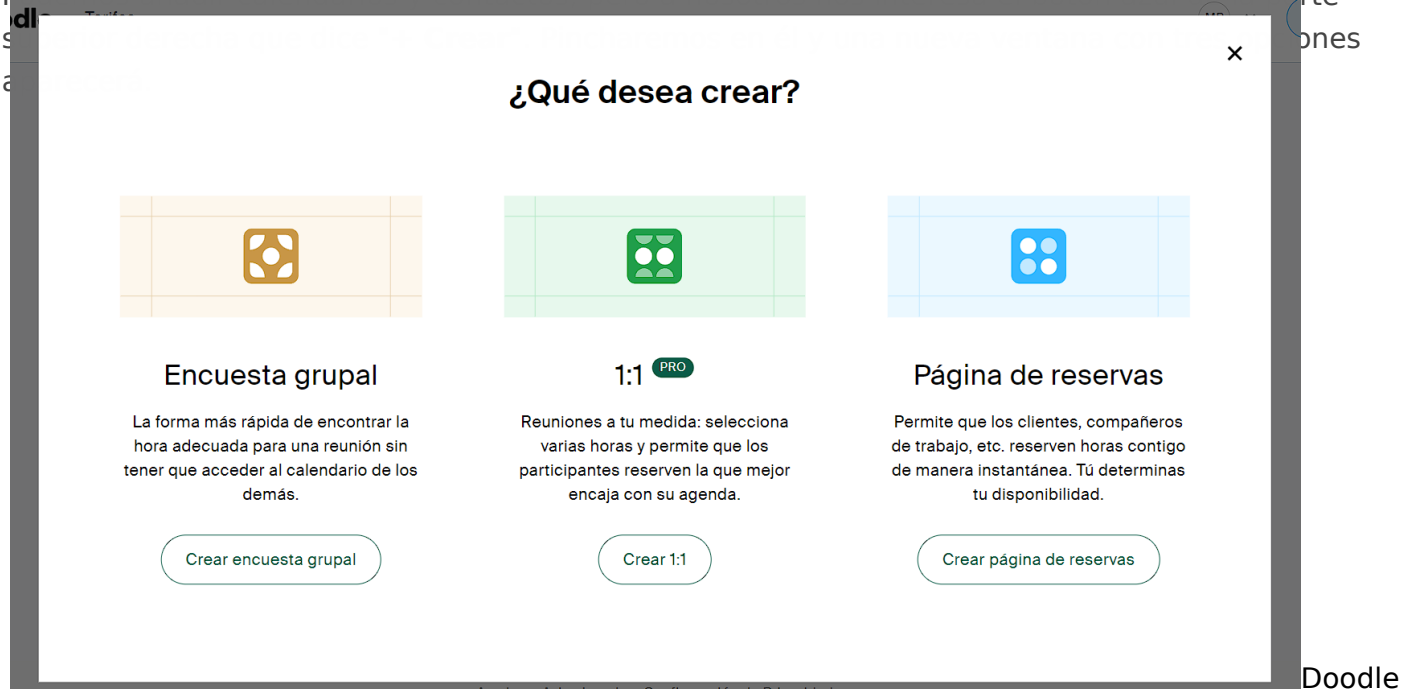 ¿Qué desea crear?
Encuesta grupal
La forma más rápida de encontrar la
hora adecuada para una reunión sin
tener que acceder al calendario de los
demás.
Crear encuesta grupal
1:1 PRO
Reuniones a tu medida: selecciona
varias horas y permite que los
participantes reserven la que mejor
encaja con su agenda.
Crear 1:1
Página de reservas
Permite que los clientes, compañeros
de trabajo, etc. reserven horas contigo
de manera instantánea. Tú determinas
tu disponibilidad.
Crear página de reservas
Doodle